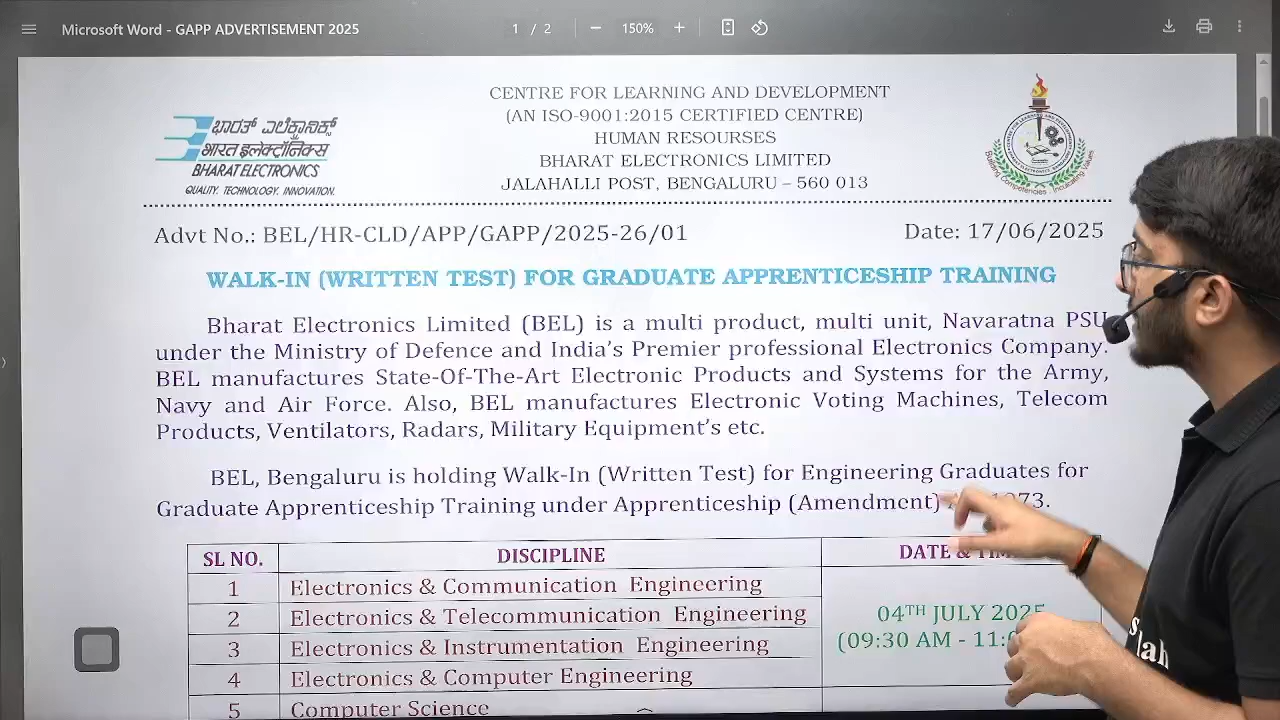 Microsoft Word - GAPP ADVERTISEMENT 2025
1 / 2
150%
CENTRE FOR LEARNING AND DEVELOPMENT
(AN ISO-9001:2015 CERTIFIED CENTRE)
HUMAN RESOURSES
BHARAT ELECTRONICS LIMITED
JALAHALLI POST, BENGALURU – 560 013
ಭಾರತ್ ಎಲೆಕ್ಟ್ರಾನಿಕ್ಸ್
भारत इलेक्ट्रॉनिक्स
BHARAT ELECTRONICS
QUALITY. TECHNOLOGY. INNOVATION.
Building Competencies Inculcating Values
Advt No.: BEL/HR-CLD/APP/GAPP/2025-26/01 Date: 17/06/2025
WALK-IN (WRITTEN TEST) FOR GRADUATE APPRENTICESHIP TRAINING
Bharat Electronics Limited (BEL) is a multi product, multi unit, Navaratna PSU
under the Ministry of Defence and India's Premier professional Electronics Company.
BEL manufactures State-Of-The-Art Electronic Products and Systems for the Army,
Navy and Air Force. Also, BEL manufactures Electronic Voting Machines, Telecom
Products, Ventilators, Radars, Military Equipment's etc.
BEL, Bengaluru is holding Walk-In (Written Test) for Engineering Graduates for
Graduate Apprenticeship Training under Apprenticeship (Amendment)
SL NO. DISCIPLINE DATE &
1 Electronics & Communication Engineering
2 Electronics & Telecommunication Engineering
04TH JULY 2025
3 Electronics & Instrumentation Engineering
(09:30 AM -
4 Electronics & Computer Engineering
5 Computer Science